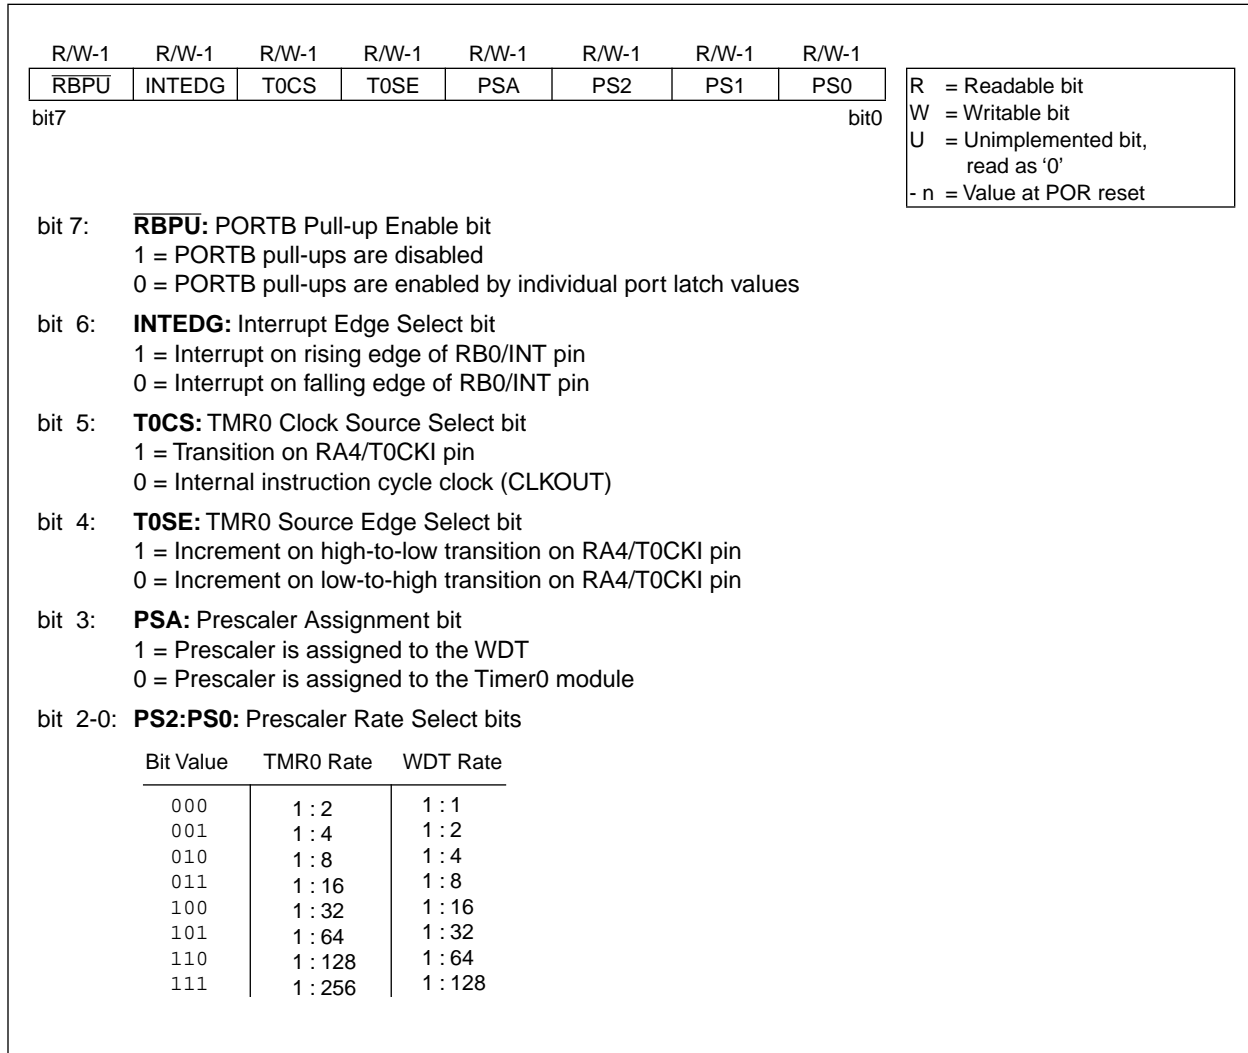 R/W-1 R/W-1 R/W-1 R/W-1 R/W-1 R/W-1 R/W-1 R/W-1
RBPU INTEDG T0CS T0SE PSA PS2 PS1 PS0
bit7 bit0
R = Readable bit
W = Writable bit
U = Unimplemented bit,
read as ‘0’
- n = Value at POR reset
bit 7: RBPU: PORTB Pull-up Enable bit
1 = PORTB pull-ups are disabled
0 = PORTB pull-ups are enabled by individual port latch values
bit 6: INTEDG: Interrupt Edge Select bit
1 = Interrupt on rising edge of RB0/INT pin
0 = Interrupt on falling edge of RB0/INT pin
bit 5: T0CS: TMR0 Clock Source Select bit
1 = Transition on RA4/T0CKI pin
0 = Internal instruction cycle clock (CLKOUT)
bit 4: T0SE: TMR0 Source Edge Select bit
1 = Increment on high-to-low transition on RA4/T0CKI pin
0 = Increment on low-to-high transition on RA4/T0CKI pin
bit 3: PSA: Prescaler Assignment bit
1 = Prescaler is assigned to the WDT
0 = Prescaler is assigned to the Timer0 module
bit 2-0: PS2:PS0: Prescaler Rate Select bits
Bit Value TMR0 Rate WDT Rate
000 1 : 2 1 : 1
001 1 : 4 1 : 2
010 1 : 8 1 : 4
011 1 : 16 1 : 8
100 1 : 32 1 : 16
101 1 : 64 1 : 32
110 1 : 128 1 : 64
111 1 : 256 1 : 128